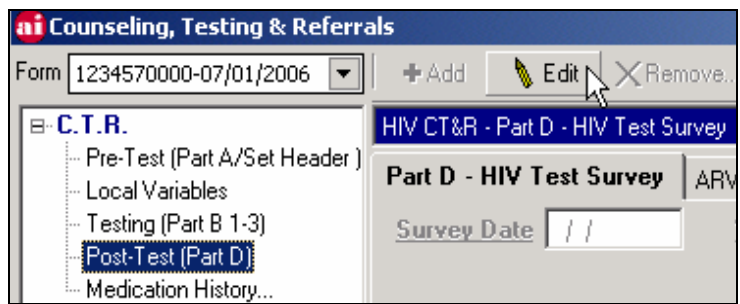 ai Counseling, Testing & Referrals
Form 1234570000-07/01/2006 Add Edit Remove...
C.T.R. HIV CT&R - Part D - HIV Test Survey
Pre-Test (Part A/Set Header ) Part D - HIV Test Survey ARV
Local Variables
Testing (Part B 1-3) Survey Date / /
Post-Test (Part D)
Medication History...